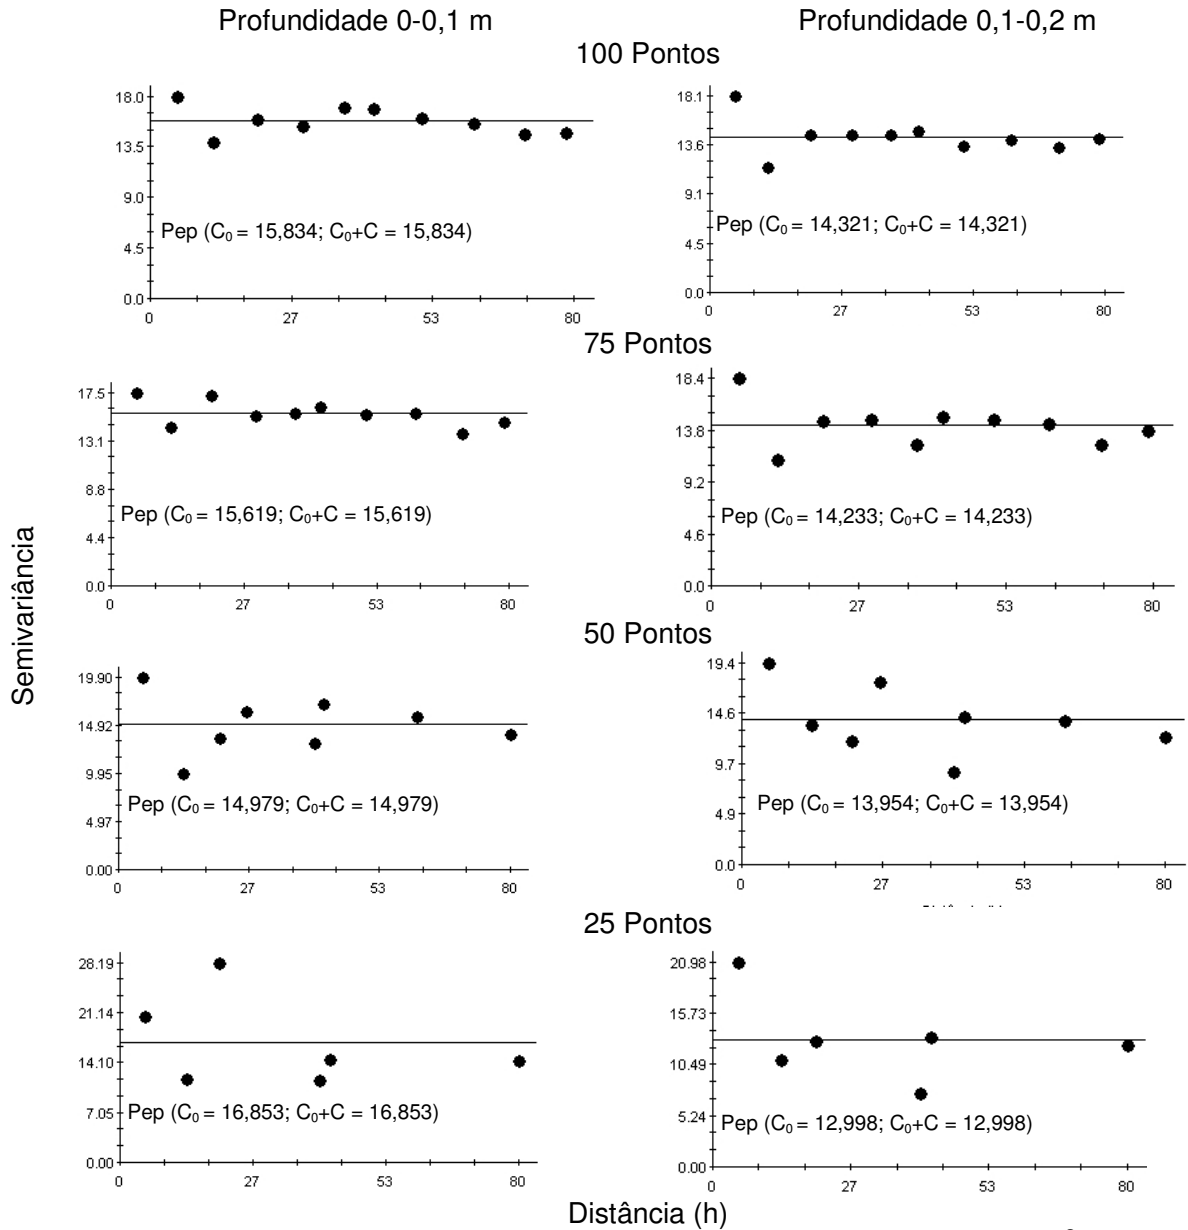 Profundidade 0-0,1 m
Profundidade 0,1-0,2 m
100 Pontos
18.0
13.5
9.0
4.5
0.0
Pep (C₀ = 15,834; C₀+C = 15,834)
0 27 53 80
18.1
13.6
9.1
4.5
0.0
Pep (C₀ = 14,321; C₀+C = 14,321)
0 27 53 80
75 Pontos
17.5
13.1
8.8
4.4
0.0
Pep (C₀ = 15,619; C₀+C = 15,619)
0 27 53 80
18.4
13.8
9.2
4.6
0.0
Pep (C₀ = 14,233; C₀+C = 14,233)
0 27 53 80
Semivariância
50 Pontos
19.90
14.92
9.95
4.97
0.00
Pep (C₀ = 14,979; C₀+C = 14,979)
0 27 53 80
19.4
14.6
9.7
4.9
0.0
Pep (C₀ = 13,954; C₀+C = 13,954)
0 27 53 80
25 Pontos
28.19
21.14
14.10
7.05
0.00
Pep (C₀ = 16,853; C₀+C = 16,853)
0 27 53 80
20.98
15.73
10.49
5.24
0.00
Pep (C₀ = 12,998; C₀+C = 12,998)
0 27 53 80
Distância (h)